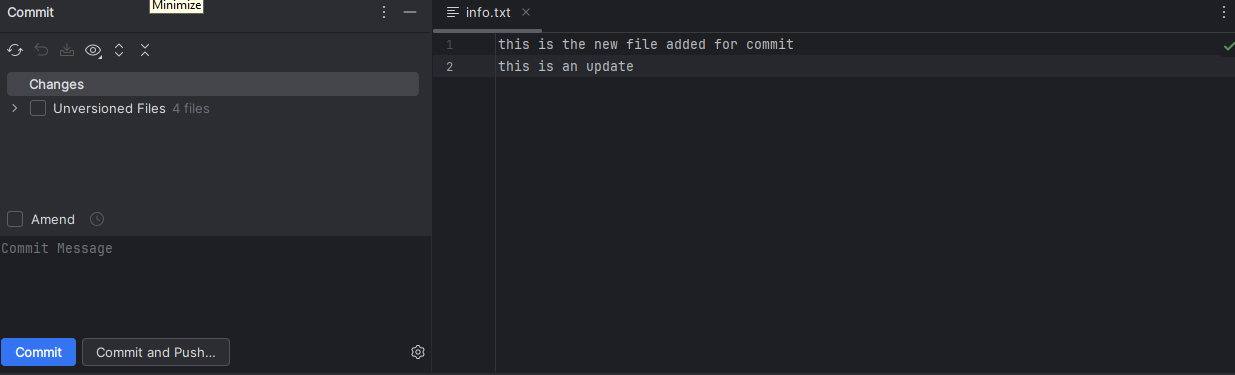 Commit
Minimize
info.txt
Changes
Unversioned Files 4 files
Amend
Commit Message
Commit
Commit and Push...
1 this is the new file added for commit
2 this is an update